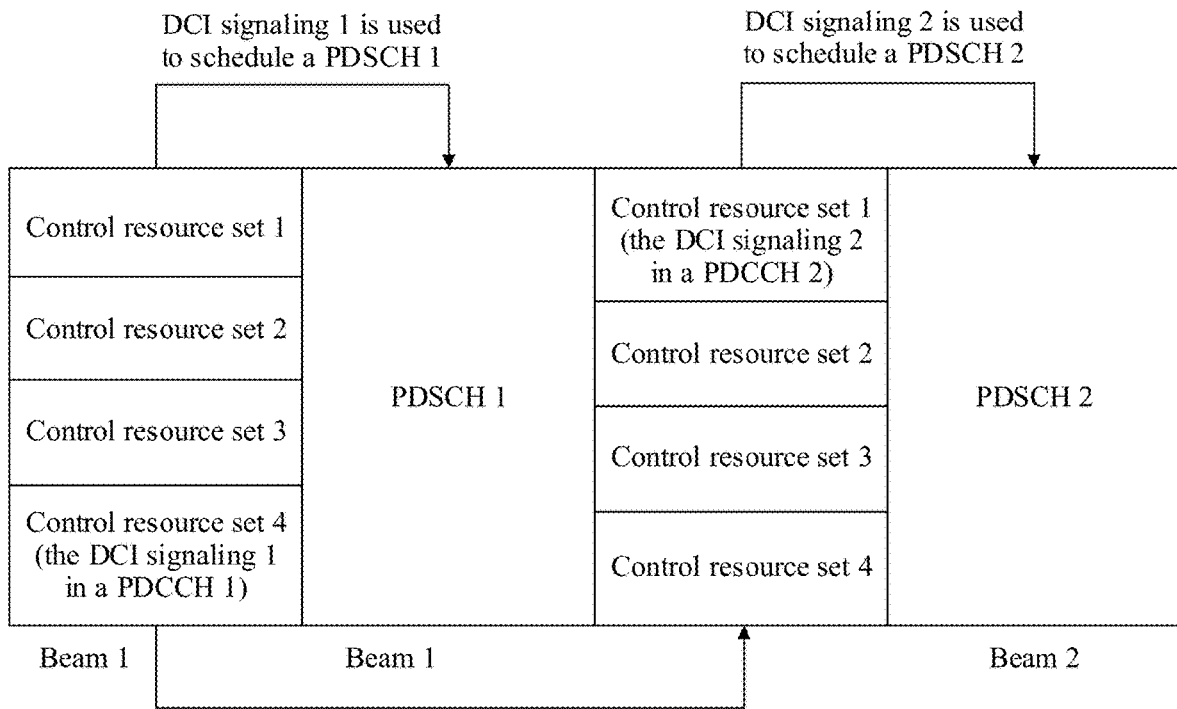 DCI signaling 1 is used
to schedule a PDSCH 1
DCI signaling 2 is used
to schedule a PDSCH 2
Control resource set 1
Control resource set 2
Control resource set 3
Control resource set 4
(the DCI signaling 1
in a PDCCH 1)
PDSCH 1
Control resource set 1
(the DCI signaling 2
in a PDCCH 2)
Control resource set 2
Control resource set 3
Control resource set 4
PDSCH 2
Beam 1
Beam 1
Beam 2